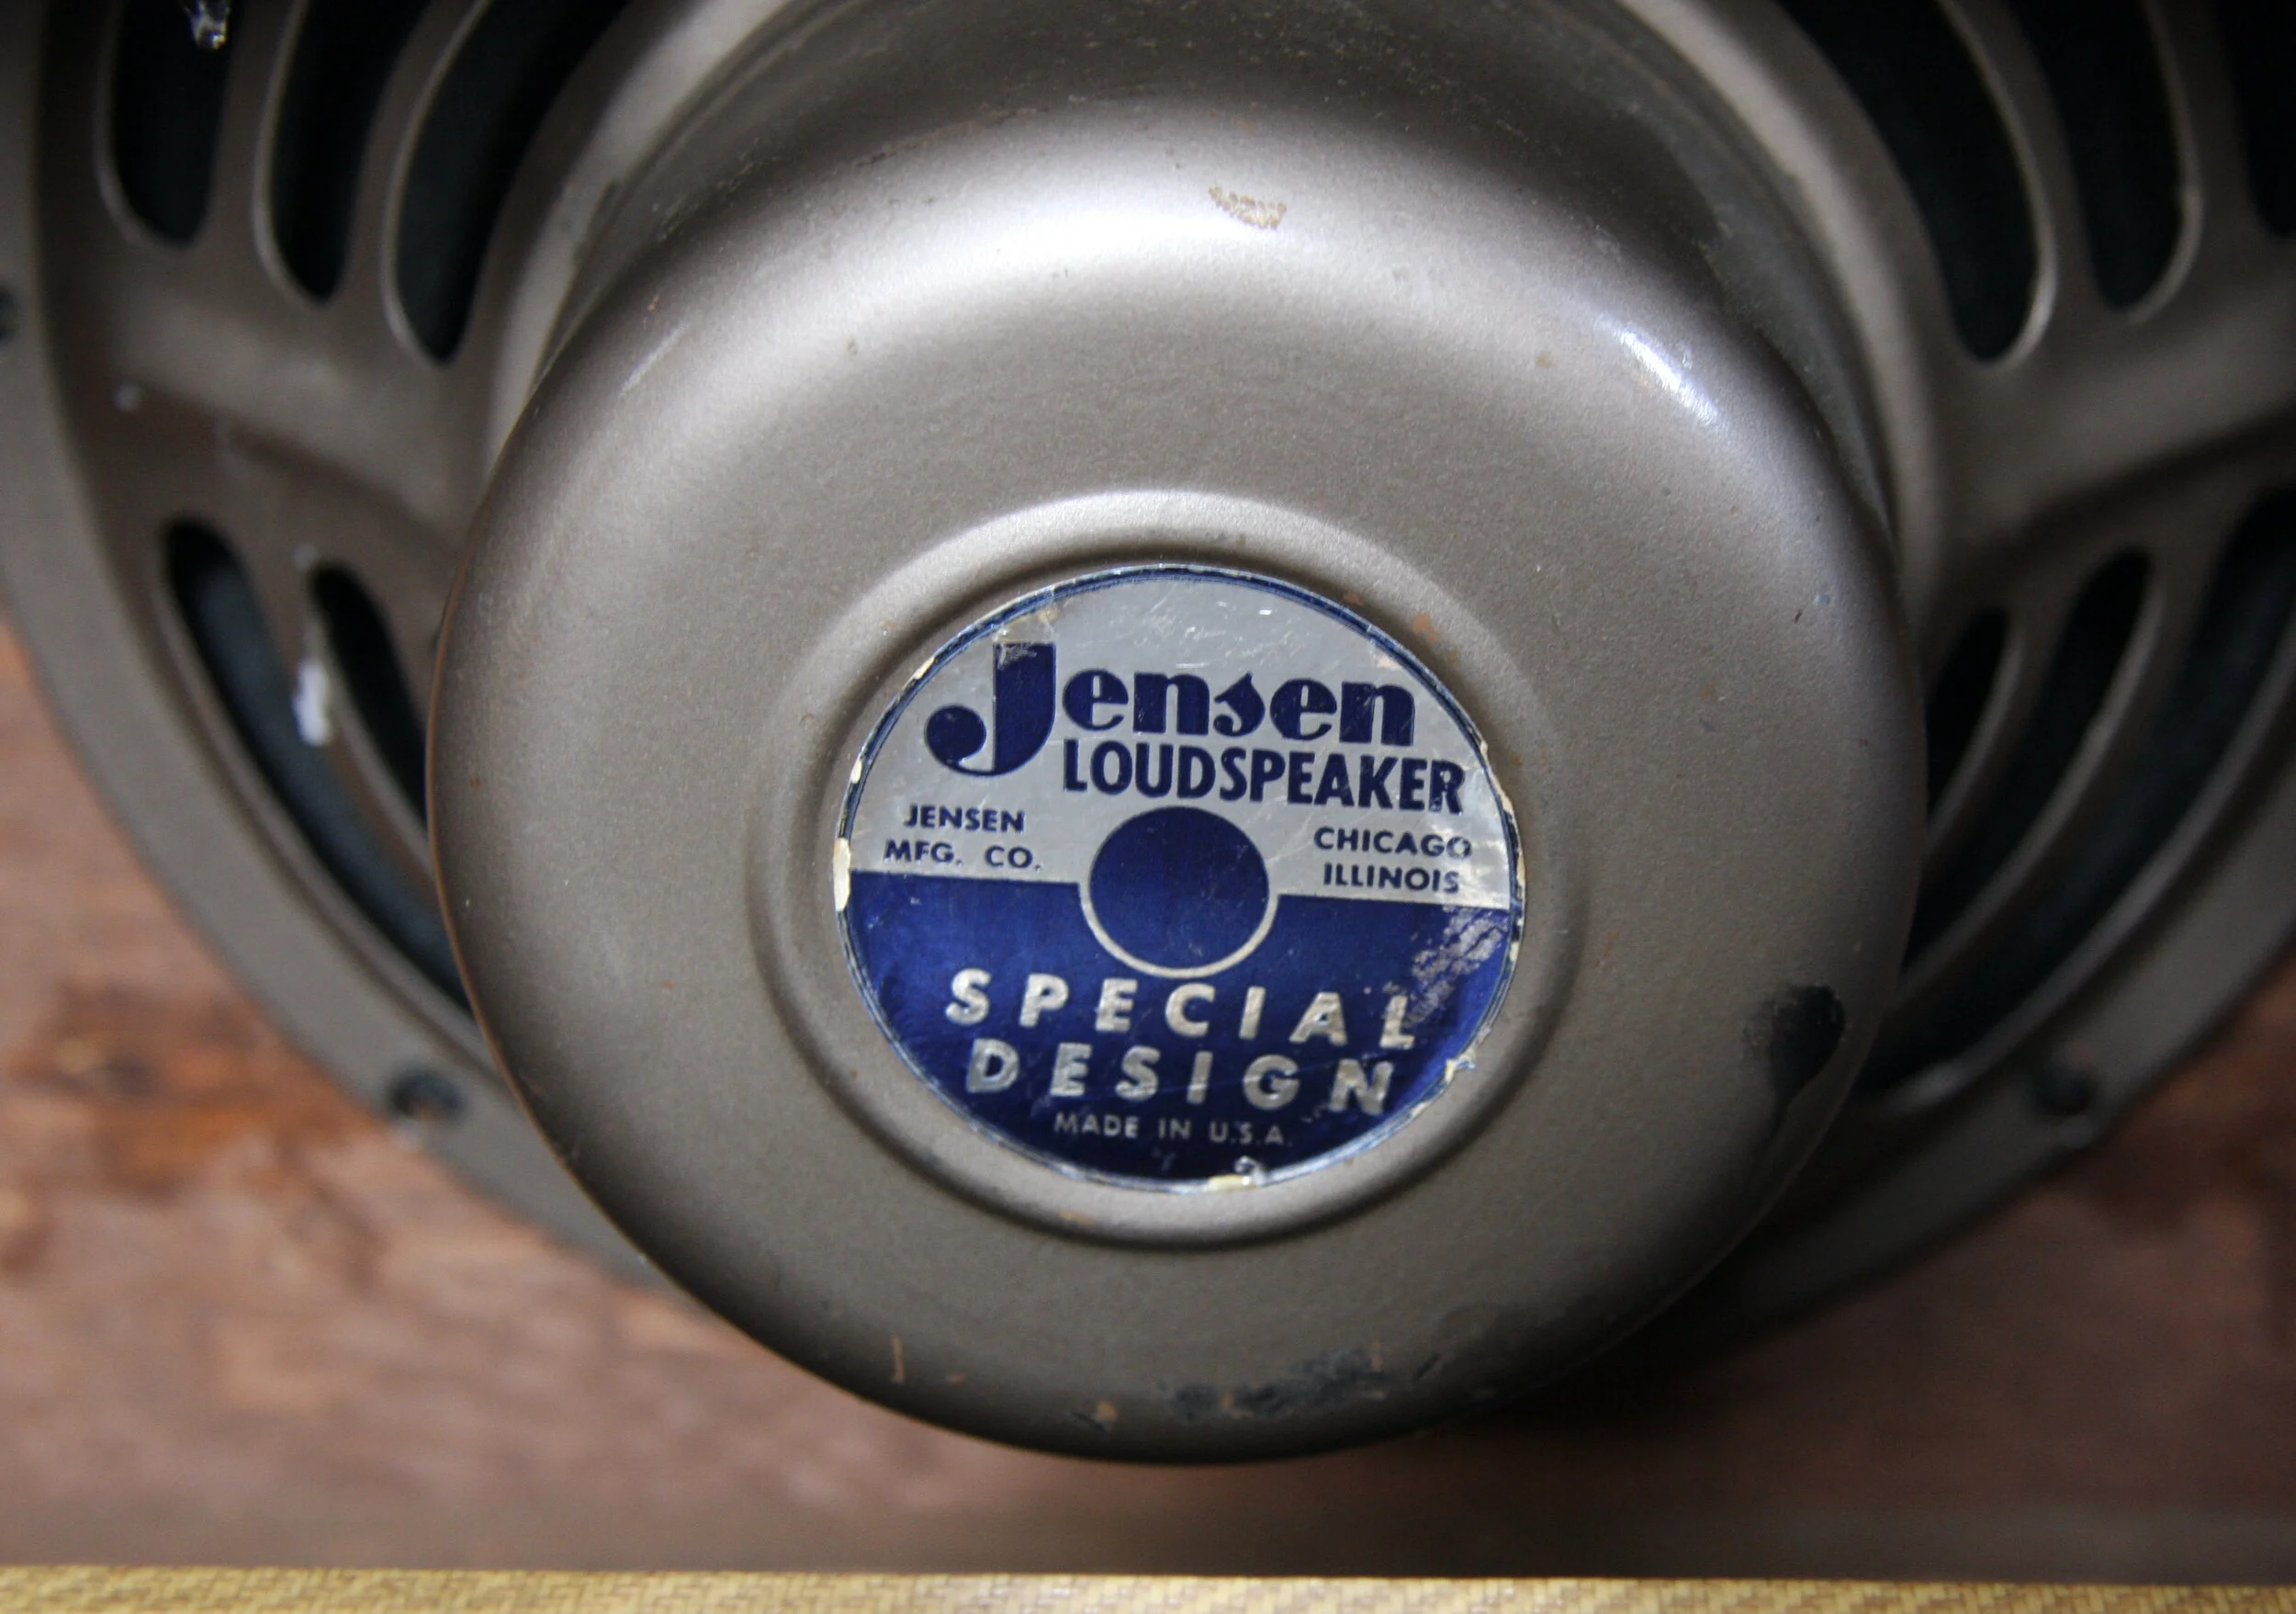 Jensen
LOUDSPEAKER
JENSEN
MFG. CO.
CHICAGO
ILLINOIS
SPECIAL
DESIGN
MADE IN U.S.A.